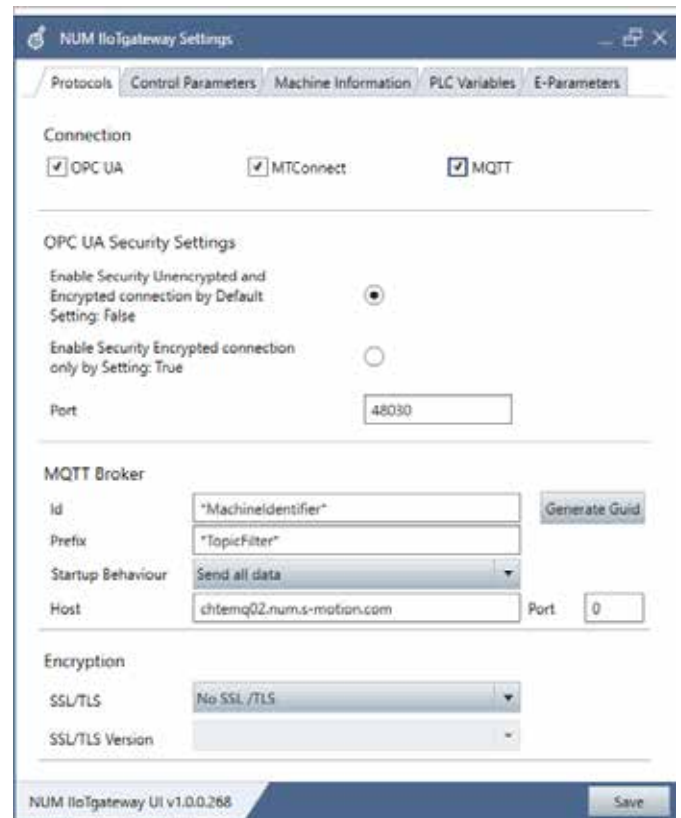 NUM IIoTgateway Settings
Protocols Control Parameters Machine Information PLC Variables E-Parameters
Connection
OPC UA MTConnect MQTT
OPC UA Security Settings
Enable Security Unencrypted and
Encrypted connection by Default
Setting: False
Enable Security Encrypted connection
only by Setting: True
Port 48030
MQTT Broker
Id *MachineIdentifier* Generate Guid
Prefix *TopicFilter*
Startup Behaviour Send all data
Host chtemq02.num.s-motion.com Port 0
Encryption
SSL/TLS No SSL /TLS
SSL/TLS Version
NUM IIoTgateway UI v1.0.0.268 Save